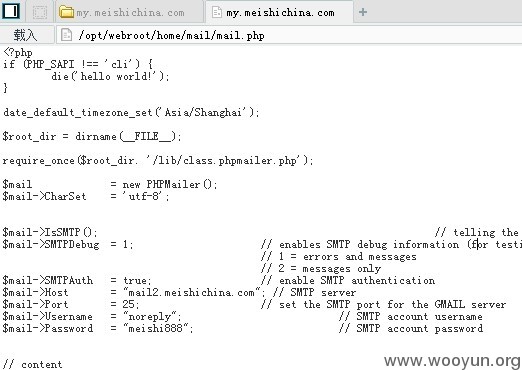 my.meishichina.com my.meishichina.com
载入 /opt/webroot/home/mail/mail.php
<?php
if (PHP_SAPI !== 'cli') {
die('hello world!');
}
date_default_timezone_set('Asia/Shanghai');
$root_dir = dirname(__FILE__);
require_once($root_dir. '/lib/class.phpmailer.php');
$mail = new PHPMailer();
$mail->CharSet = 'utf-8';
$mail->IsSMTP(); // telling the
$mail->SMTPDebug = 1; // enables SMTP debug information (for testi
// 1 = errors and messages
// 2 = messages only
$mail->SMTPAuth = true; // enable SMTP authentication
$mail->Host = "mail2.meishichina.com"; // SMTP server
$mail->Port = 25; // set the SMTP port for the GMAIL server
$mail->Username = "noreply"; // SMTP account username
$mail->Password = "meishi888"; // SMTP account password
// content
www.wooyun.org